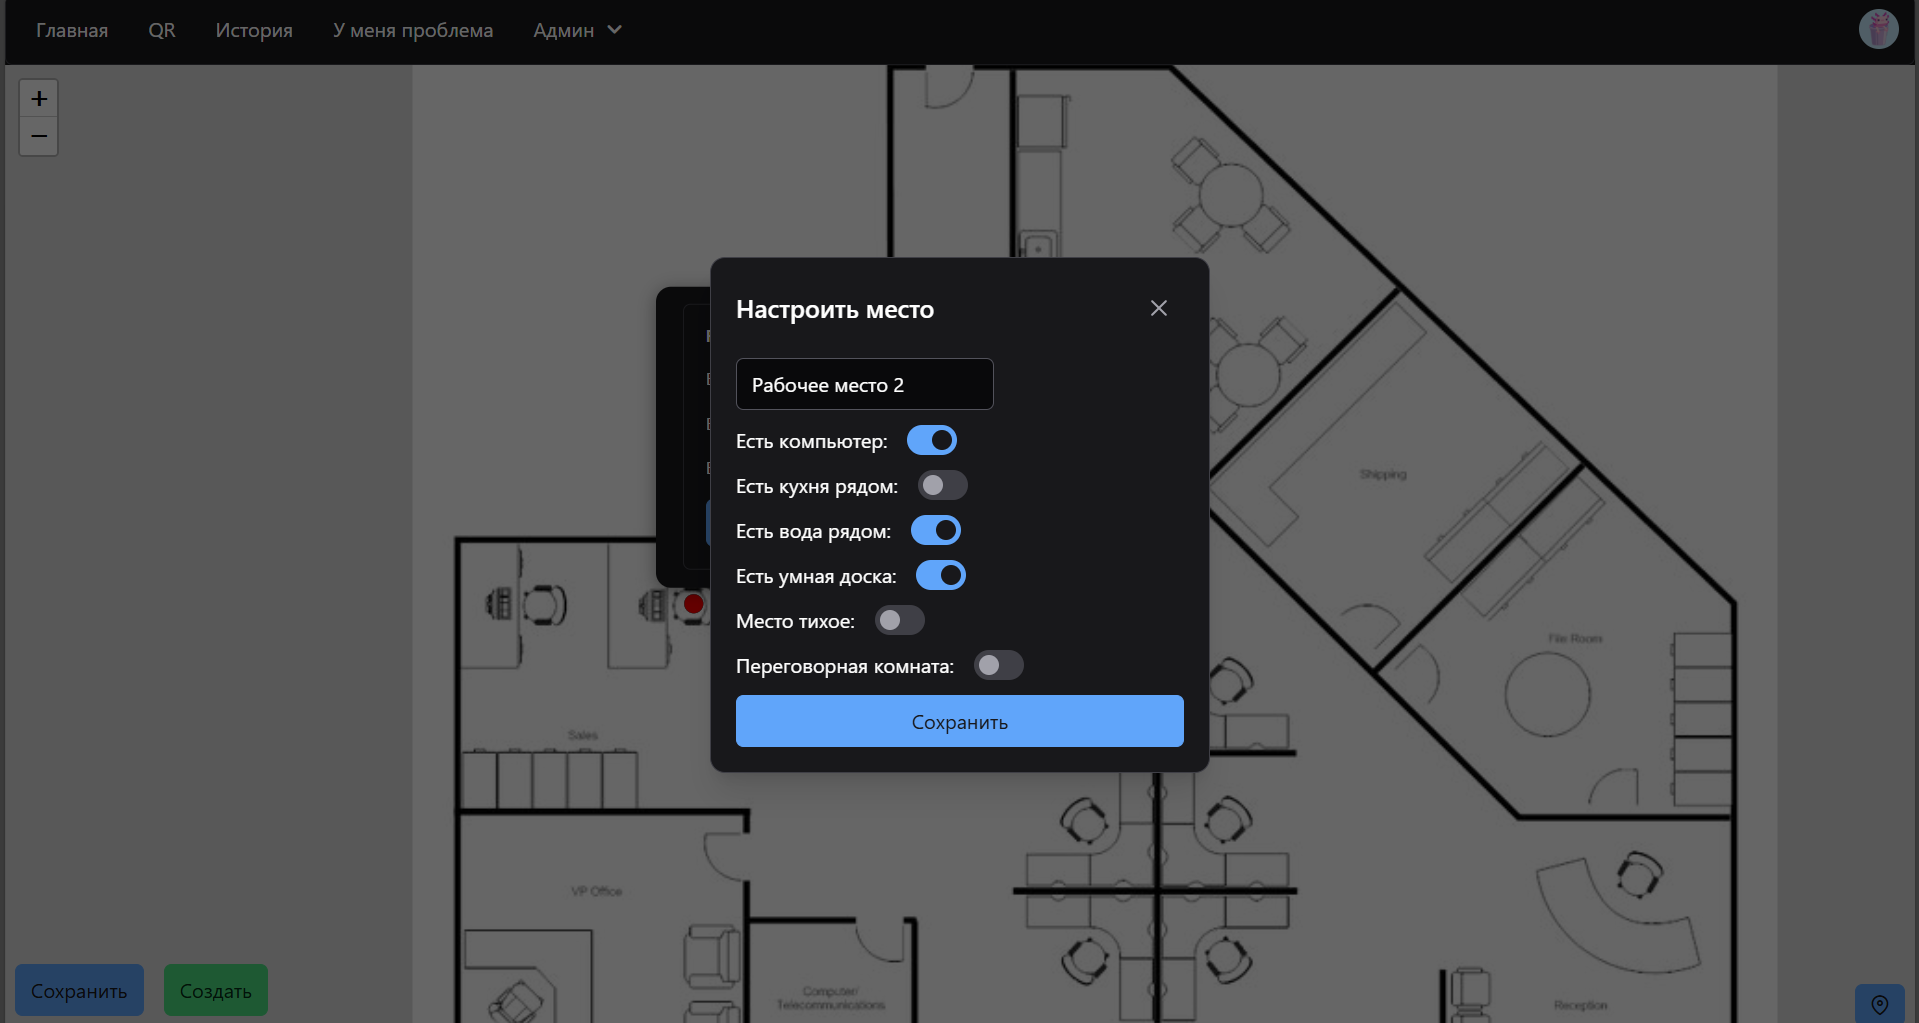 Главная QR История У меня проблема Админ
+
−
Настроить место
Рабочее место 2
Есть компьютер:
Есть кухня рядом:
Есть вода рядом:
Есть умная доска:
Место тихое:
Переговорная комната:
Сохранить
Shipping
File Room
Sales
VP Office
Computer/
Telecommunications
Reception
Сохранить Создать